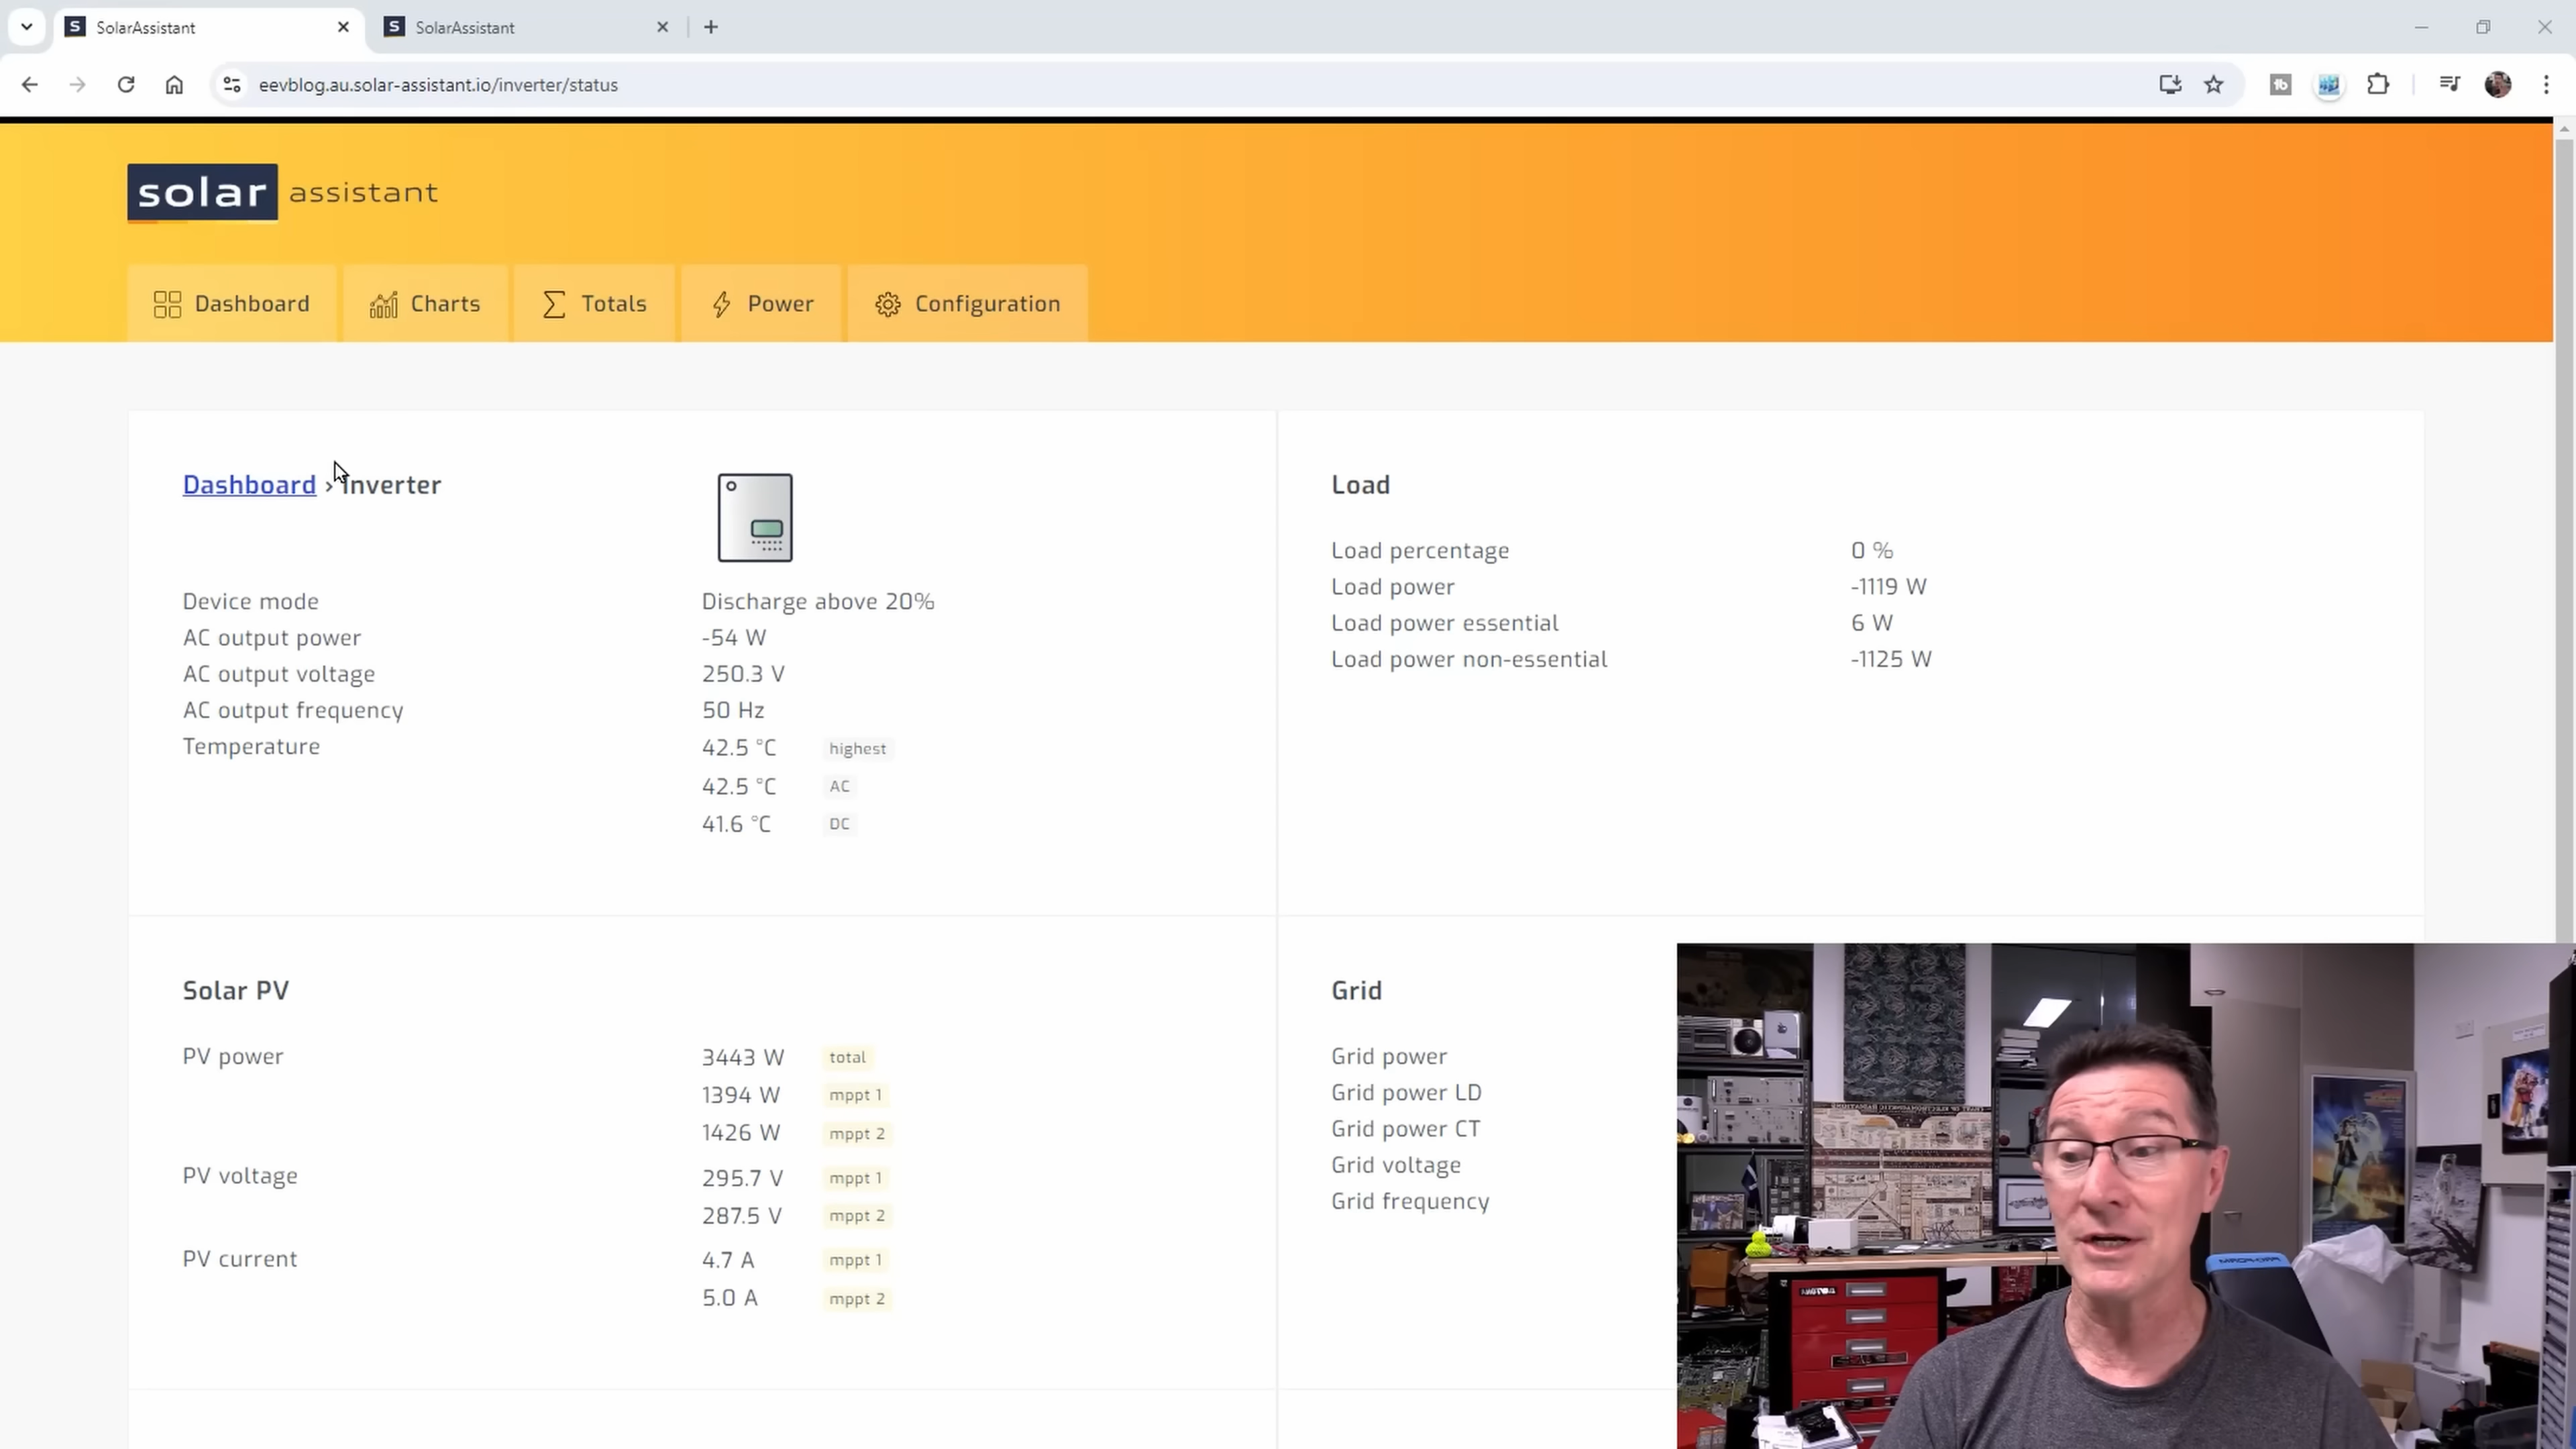 SolarAssistant
SolarAssistant
eevblog.au.solar-assistant.io/inverter/status
solar assistant
Dashboard
Charts
Totals
Power
Configuration
Dashboard › Inverter
Device mode Discharge above 20%
AC output power -54 W
AC output voltage 250.3 V
AC output frequency 50 Hz
Temperature 42.5 °C highest
42.5 °C AC
41.6 °C DC
Load
Load percentage 0 %
Load power -1119 W
Load power essential 6 W
Load power non-essential -1125 W
Solar PV
PV power 3443 W total
1394 W mppt 1
1426 W mppt 2
PV voltage 295.7 V mppt 1
287.5 V mppt 2
PV current 4.7 A mppt 1
5.0 A mppt 2
Grid
Grid power
Grid power LD
Grid power CT
Grid voltage
Grid frequency